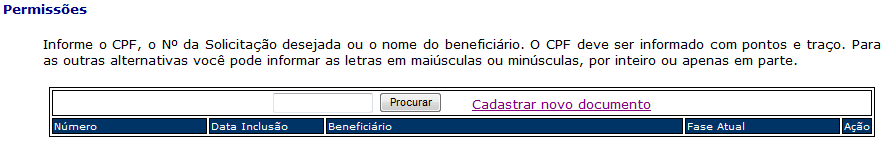 Permissões
Informe o CPF, o Nº da Solicitação desejada ou o nome do beneficiário. O CPF deve ser informado com pontos e traço. Para
as outras alternativas você pode informar as letras em maiúsculas ou minúsculas, por inteiro ou apenas em parte.
Procurar Cadastrar novo documento
Número Data Inclusão Beneficiário Fase Atual Ação